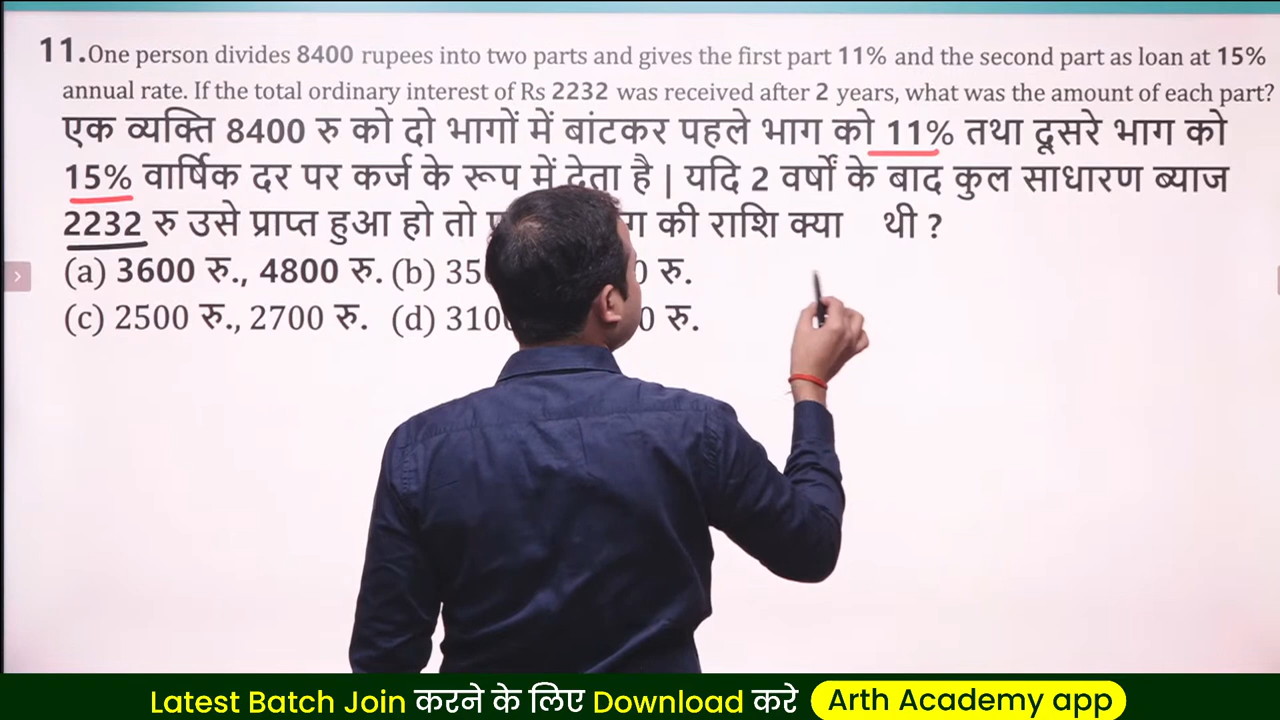 11.One person divides 8400 rupees into two parts and gives the first part 11% and the second part as loan at 15%
annual rate. If the total ordinary interest of Rs 2232 was received after 2 years, what was the amount of each part?
एक व्यक्ति 8400 रु को दो भागों में बांटकर पहले भाग को 11% तथा दूसरे भाग को
15% वार्षिक दर पर कर्ज के रूप में देता है | यदि 2 वर्षों के बाद कुल साधारण ब्याज
2232 रु उसे प्राप्त हुआ हो तो की राशि क्या थी ?
(a) 3600 रु., 4800 रु. (b) रु.
(c) 2500 रु., 2700 रु. (d) रु.
Latest Batch Join करने के लिए Download करे Arth Academy app